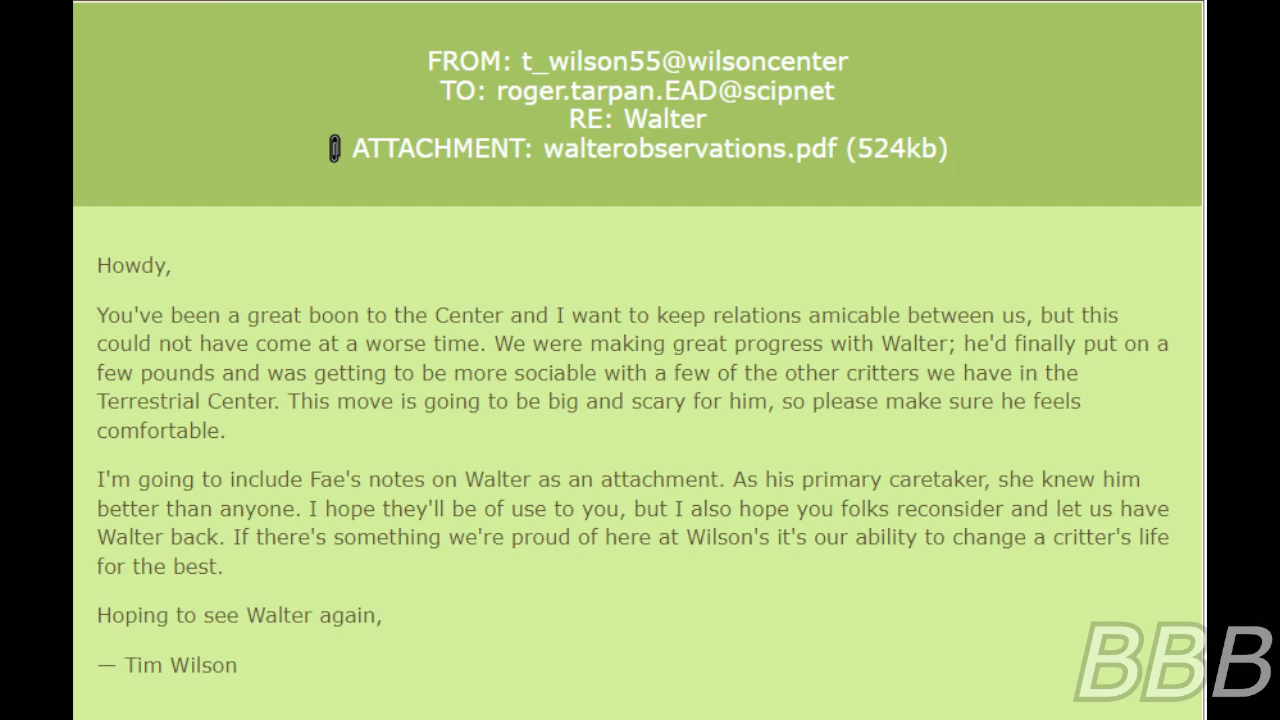 FROM: t_wilson55@wilsoncenter
TO: roger.tarpan.EAD@scipnet
RE: Walter
ATTACHMENT: walterobservations.pdf (524kb)
Howdy,
You've been a great boon to the Center and I want to keep relations amicable between us, but this
could not have come at a worse time. We were making great progress with Walter; he'd finally put on a
few pounds and was getting to be more sociable with a few of the other critters we have in the
Terrestrial Center. This move is going to be big and scary for him, so please make sure he feels
comfortable.
I'm going to include Fae's notes on Walter as an attachment. As his primary caretaker, she knew him
better than anyone. I hope they'll be of use to you, but I also hope you folks reconsider and let us have
Walter back. If there's something we're proud of here at Wilson's it's our ability to change a critter's life
for the best.
Hoping to see Walter again,
— Tim Wilson
BBB